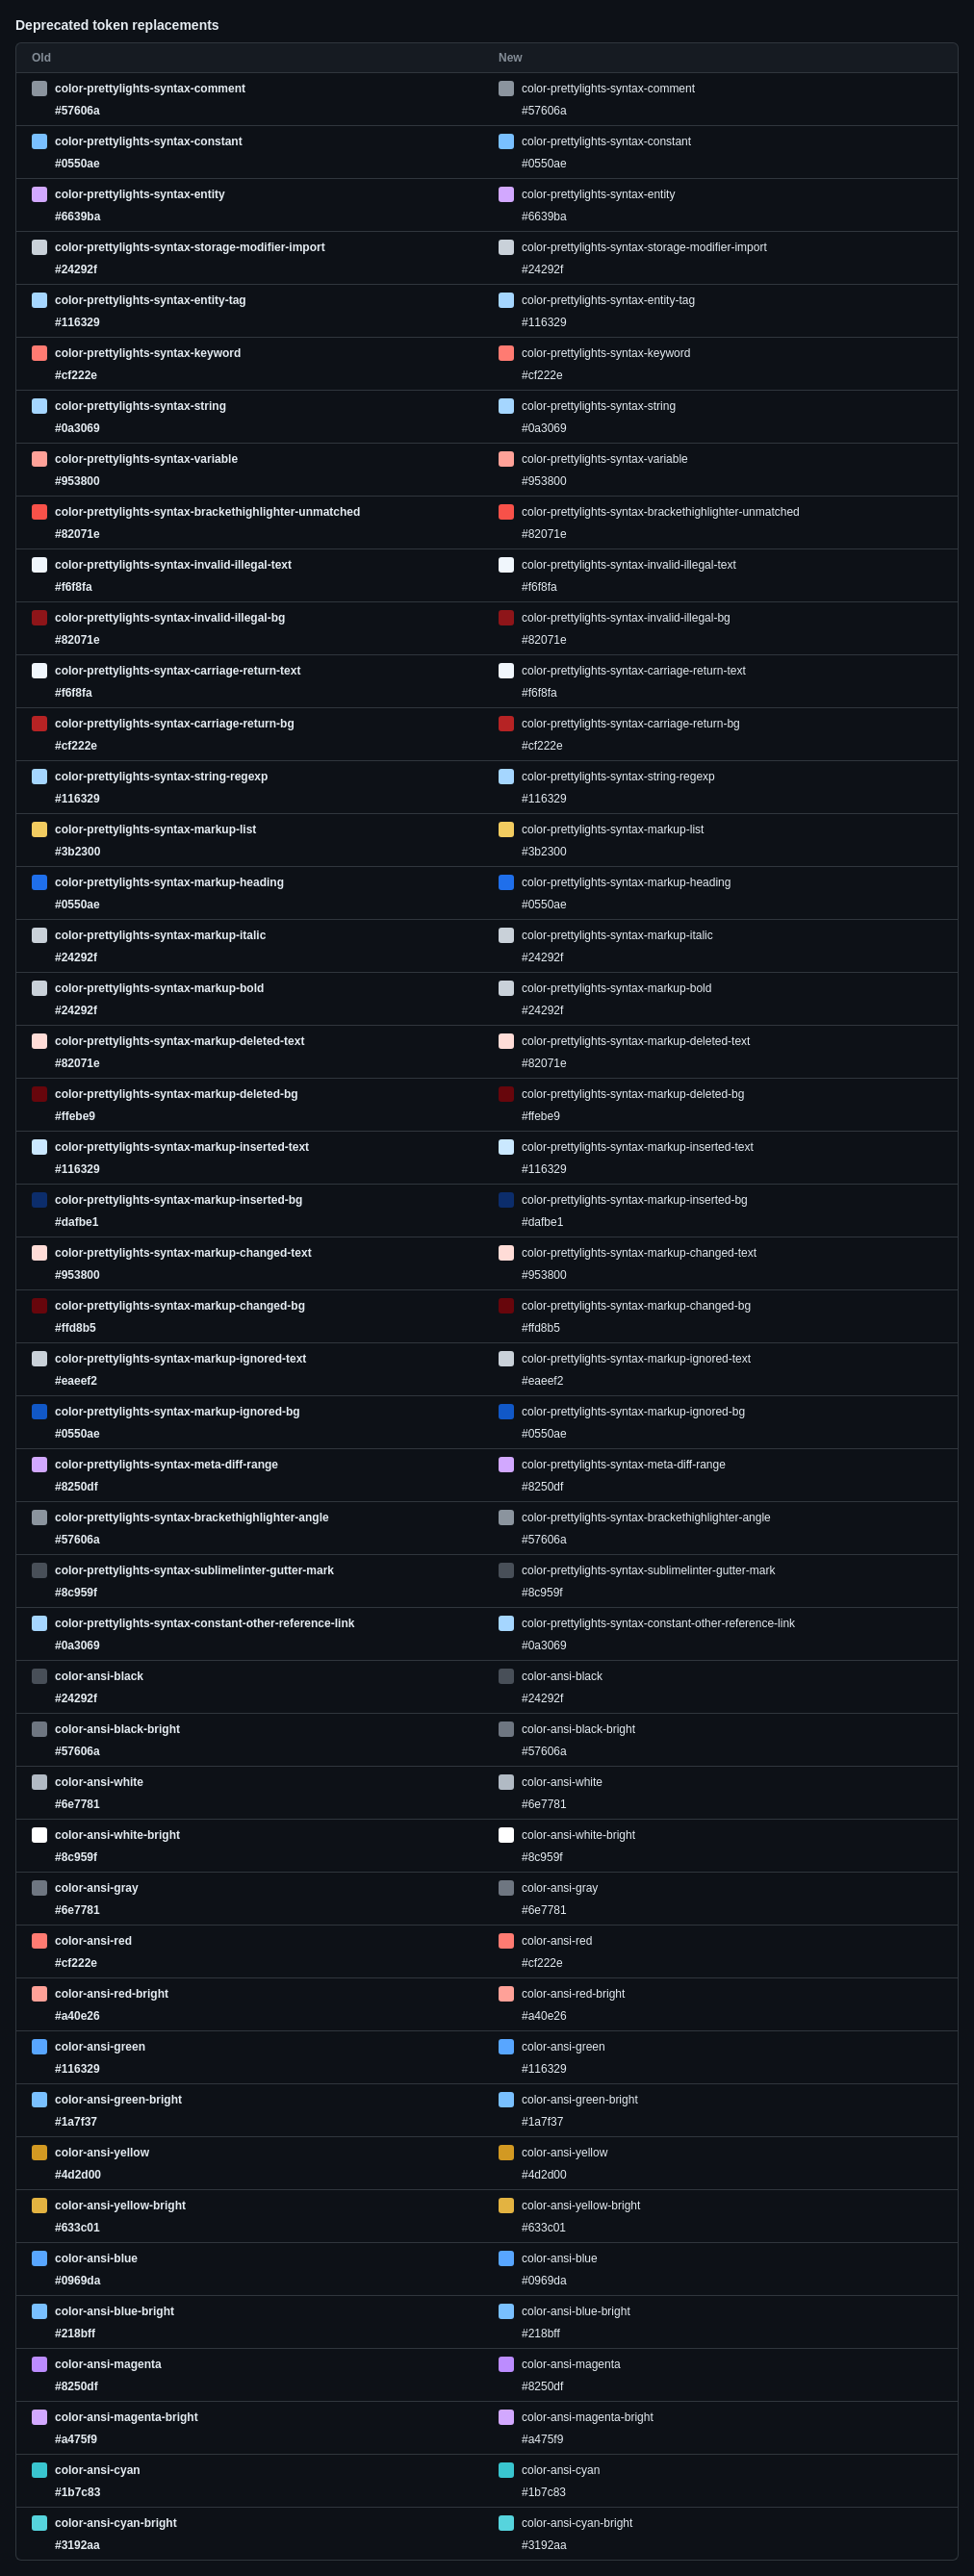 Deprecated token replacements
Old New
color-prettylights-syntax-comment color-prettylights-syntax-comment
#57606a #57606a
color-prettylights-syntax-constant color-prettylights-syntax-constant
#0550ae #0550ae
color-prettylights-syntax-entity color-prettylights-syntax-entity
#6639ba #6639ba
color-prettylights-syntax-storage-modifier-import color-prettylights-syntax-storage-modifier-import
#24292f #24292f
color-prettylights-syntax-entity-tag color-prettylights-syntax-entity-tag
#116329 #116329
color-prettylights-syntax-keyword color-prettylights-syntax-keyword
#cf222e #cf222e
color-prettylights-syntax-string color-prettylights-syntax-string
#0a3069 #0a3069
color-prettylights-syntax-variable color-prettylights-syntax-variable
#953800 #953800
color-prettylights-syntax-brackethighlighter-unmatched color-prettylights-syntax-brackethighlighter-unmatched
#82071e #82071e
color-prettylights-syntax-invalid-illegal-text color-prettylights-syntax-invalid-illegal-text
#f6f8fa #f6f8fa
color-prettylights-syntax-invalid-illegal-bg color-prettylights-syntax-invalid-illegal-bg
#82071e #82071e
color-prettylights-syntax-carriage-return-text color-prettylights-syntax-carriage-return-text
#f6f8fa #f6f8fa
color-prettylights-syntax-carriage-return-bg color-prettylights-syntax-carriage-return-bg
#cf222e #cf222e
color-prettylights-syntax-string-regexp color-prettylights-syntax-string-regexp
#116329 #116329
color-prettylights-syntax-markup-list color-prettylights-syntax-markup-list
#3b2300 #3b2300
color-prettylights-syntax-markup-heading color-prettylights-syntax-markup-heading
#0550ae #0550ae
color-prettylights-syntax-markup-italic color-prettylights-syntax-markup-italic
#24292f #24292f
color-prettylights-syntax-markup-bold color-prettylights-syntax-markup-bold
#24292f #24292f
color-prettylights-syntax-markup-deleted-text color-prettylights-syntax-markup-deleted-text
#82071e #82071e
color-prettylights-syntax-markup-deleted-bg color-prettylights-syntax-markup-deleted-bg
#ffebe9 #ffebe9
color-prettylights-syntax-markup-inserted-text color-prettylights-syntax-markup-inserted-text
#116329 #116329
color-prettylights-syntax-markup-inserted-bg color-prettylights-syntax-markup-inserted-bg
#dafbe1 #dafbe1
color-prettylights-syntax-markup-changed-text color-prettylights-syntax-markup-changed-text
#953800 #953800
color-prettylights-syntax-markup-changed-bg color-prettylights-syntax-markup-changed-bg
#ffd8b5 #ffd8b5
color-prettylights-syntax-markup-ignored-text color-prettylights-syntax-markup-ignored-text
#eaeef2 #eaeef2
color-prettylights-syntax-markup-ignored-bg color-prettylights-syntax-markup-ignored-bg
#0550ae #0550ae
color-prettylights-syntax-meta-diff-range color-prettylights-syntax-meta-diff-range
#8250df #8250df
color-prettylights-syntax-brackethighlighter-angle color-prettylights-syntax-brackethighlighter-angle
#57606a #57606a
color-prettylights-syntax-sublimelinter-gutter-mark color-prettylights-syntax-sublimelinter-gutter-mark
#8c959f #8c959f
color-prettylights-syntax-constant-other-reference-link color-prettylights-syntax-constant-other-reference-link
#0a3069 #0a3069
color-ansi-black color-ansi-black
#24292f #24292f
color-ansi-black-bright color-ansi-black-bright
#57606a #57606a
color-ansi-white color-ansi-white
#6e7781 #6e7781
color-ansi-white-bright color-ansi-white-bright
#8c959f #8c959f
color-ansi-gray color-ansi-gray
#6e7781 #6e7781
color-ansi-red color-ansi-red
#cf222e #cf222e
color-ansi-red-bright color-ansi-red-bright
#a40e26 #a40e26
color-ansi-green color-ansi-green
#116329 #116329
color-ansi-green-bright color-ansi-green-bright
#1a7f37 #1a7f37
color-ansi-yellow color-ansi-yellow
#4d2d00 #4d2d00
color-ansi-yellow-bright color-ansi-yellow-bright
#633c01 #633c01
color-ansi-blue color-ansi-blue
#0969da #0969da
color-ansi-blue-bright color-ansi-blue-bright
#218bff #218bff
color-ansi-magenta color-ansi-magenta
#8250df #8250df
color-ansi-magenta-bright color-ansi-magenta-bright
#a475f9 #a475f9
color-ansi-cyan color-ansi-cyan
#1b7c83 #1b7c83
color-ansi-cyan-bright color-ansi-cyan-bright
#3192aa #3192aa